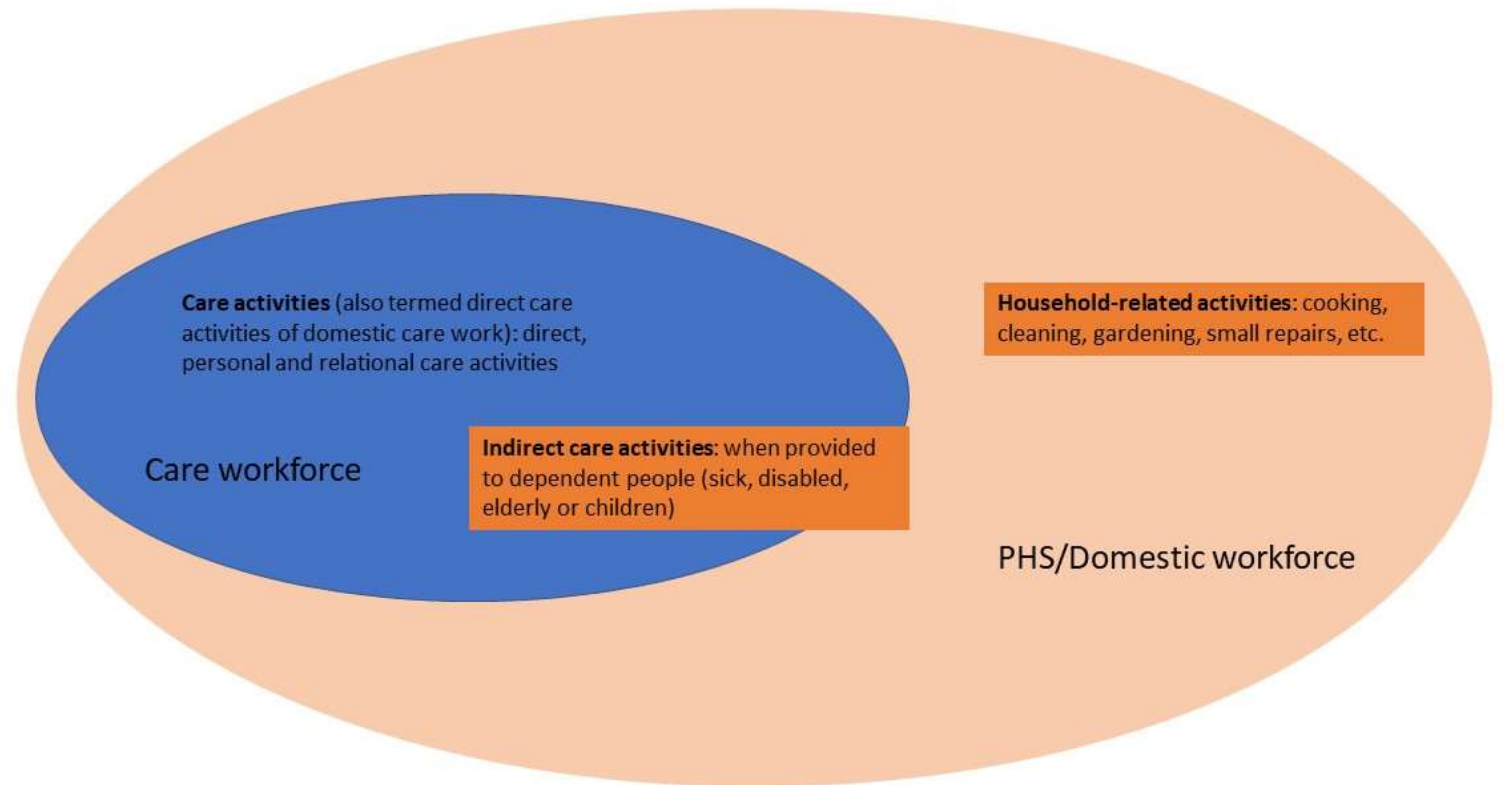 Care activities (also termed direct care
activities of domestic care work): direct,
personal and relational care activities
Care workforce
Indirect care activities: when provided
to dependent people (sick, disabled,
elderly or children)
Household-related activities: cooking,
cleaning, gardening, small repairs, etc.
PHS/Domestic workforce